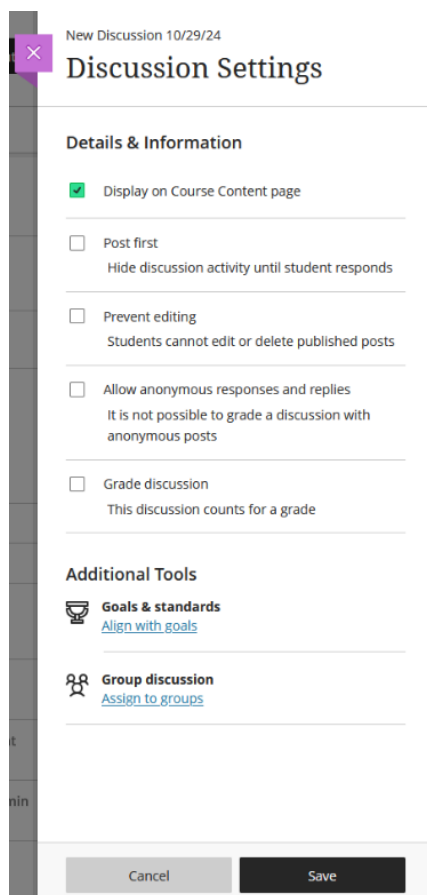 New Discussion 10/29/24
Discussion Settings
Details & Information
Display on Course Content page
Post first
Hide discussion activity until student responds
Prevent editing
Students cannot edit or delete published posts
Allow anonymous responses and replies
It is not possible to grade a discussion with
anonymous posts
Grade discussion
This discussion counts for a grade
Additional Tools
Goals & standards
Align with goals
Group discussion
Assign to groups
Cancel
Save